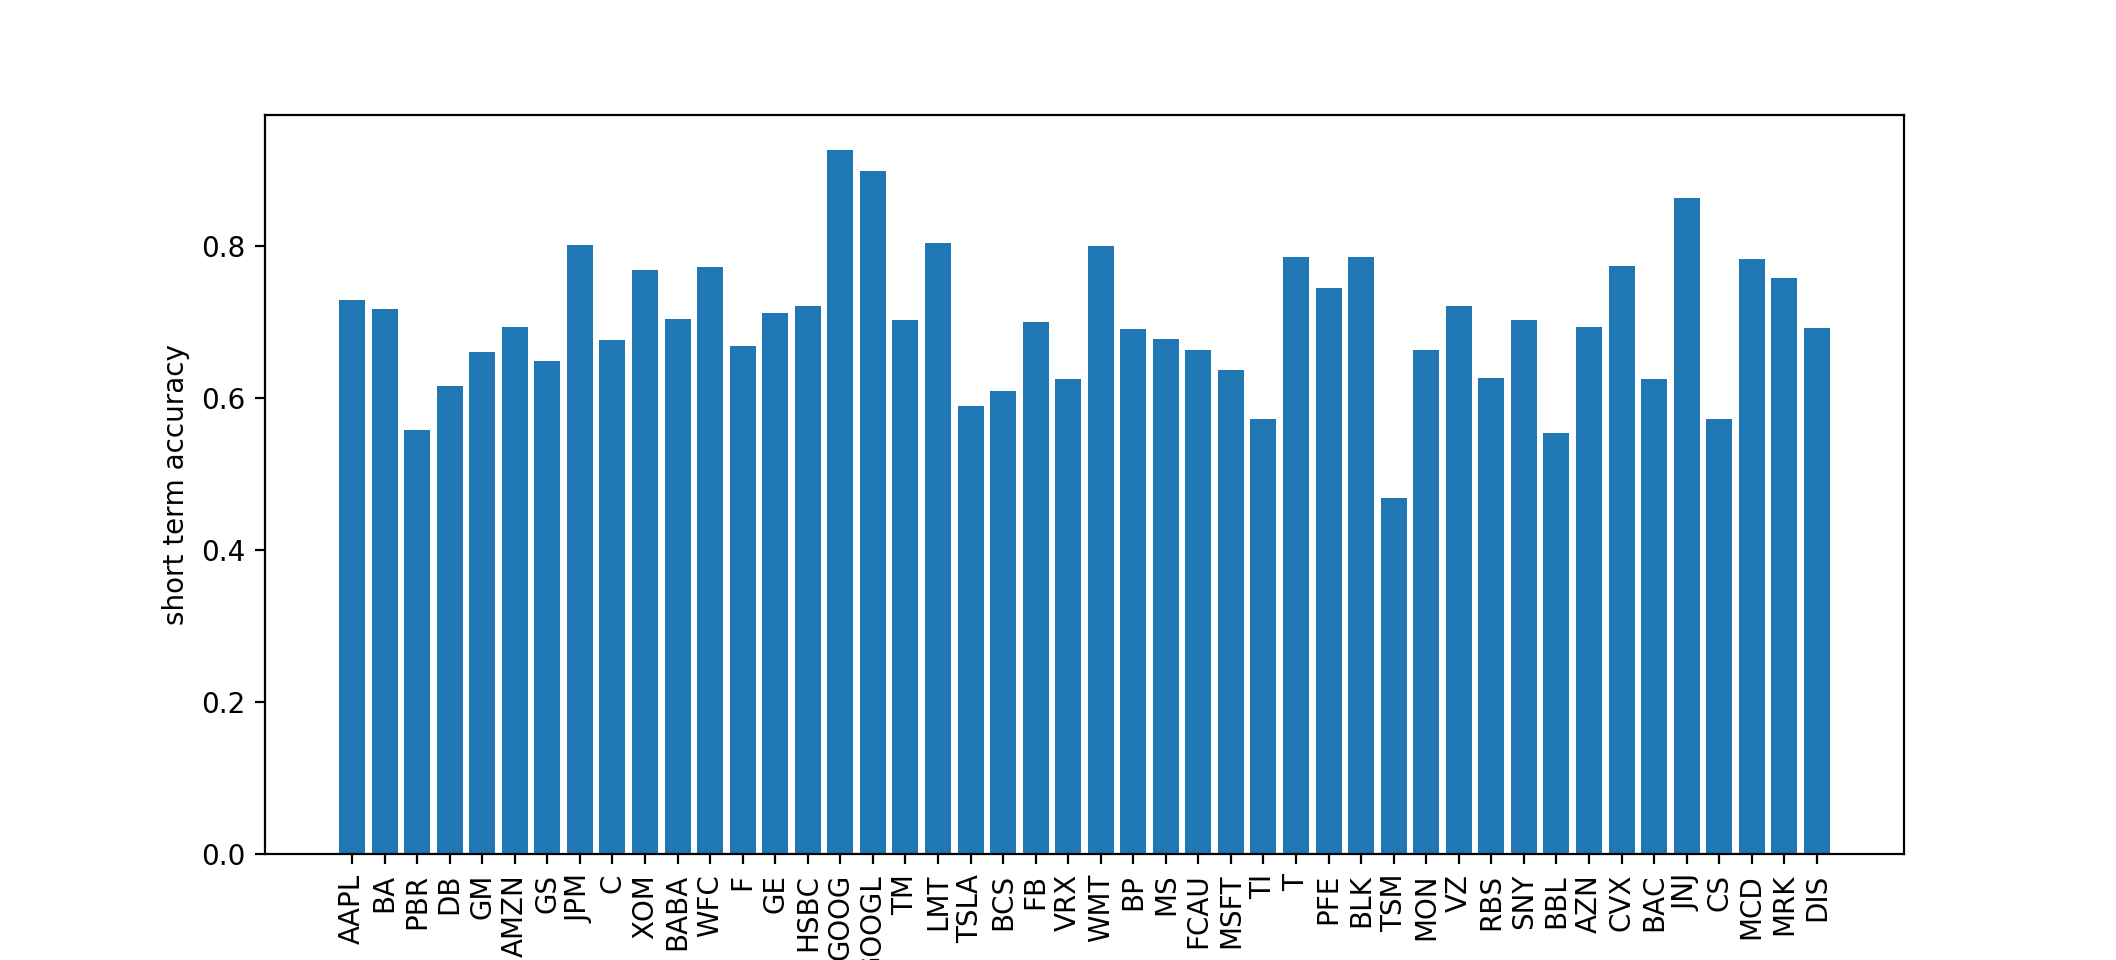 short term accuracy
0.8
0.6
0.4
0.2
0.0
AAPL
BA
PBR
DB
GM
AMZN
GS
JPM
C
XOM
BABA
WFC
F
GE
HSBC
GOOG
OOGL
TM
LMT
TSLA
BCS
FB
VRX
WMT
BP
MS
FCAU
MSFT
TI
T
PFE
BLK
TSM
MON
VZ
RBS
SNY
BBL
AZN
CVX
BAC
JNJ
CS
MCD
MRK
DIS